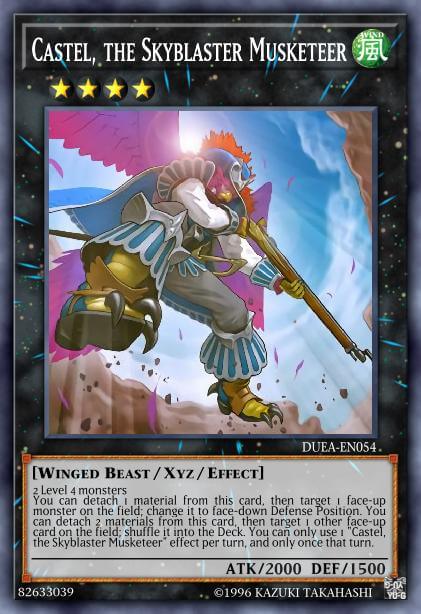 CASTEL, THE SKYBLASTER MUSKETEER
WIND
風
DUEA-EN054
[WINGED BEAST/XYZ/EFFECT]
2 Level 4 monsters
You can detach 1 material from this card, then target 1 face-up
monster on the field; change it to face-down Defense Position. You
can detach 2 materials from this card, then target 1 other face-up
card on the field; shuffle it into the Deck. You can only use 1 "Castel,
the Skyblaster Musketeer" effect per turn, and only once that turn.
ATK/2000 DEF/1500
82633039
©1996 KAZUKI TAKAHASHI